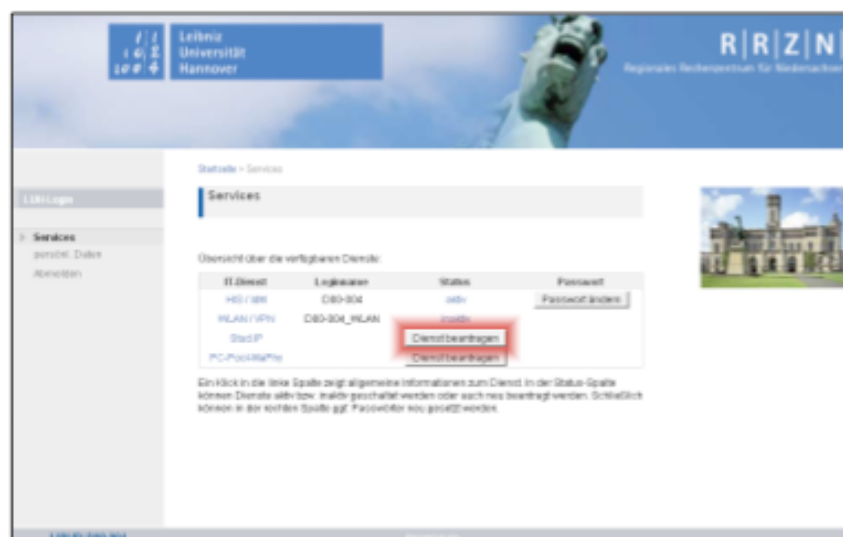 Leibniz
Universität
Hannover
R|R|Z|N|
Regionales Rechenzentrum für Niedersachsen
Startseite > Services
LUH Login
Services
Services
persönl. Daten
Abmelden
Übersicht über die verfügbaren Dienste:
IT-Dienst Loginname Status Passwort
HIS / IdM D80-004 aktiv Passwort ändern
WLAN / VPN D80-004_WLAN inaktiv
Stud.IP Dienst beantragen
Dienst beantragen
Ein Klick in die linke Spalte zeigt allgemeine Informationen zum Dienst. In der Status-Spalte
können Dienste aktiv bzw. inaktiv geschaltet werden oder auch neu beantragt werden. Schließlich
können in der rechten Spalte ggf. Passwörter neu gesetzt werden.